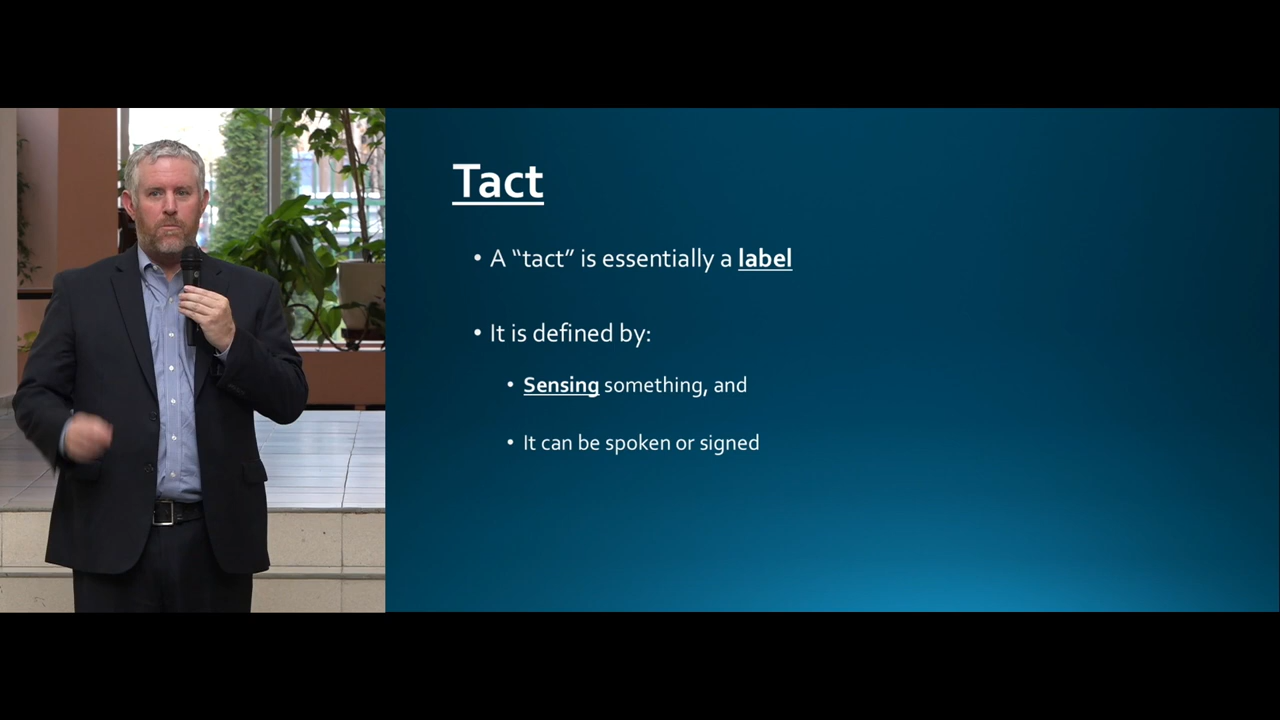 Tact
• A “tact” is essentially a label
• It is defined by:
• Sensing something, and
• It can be spoken or signed